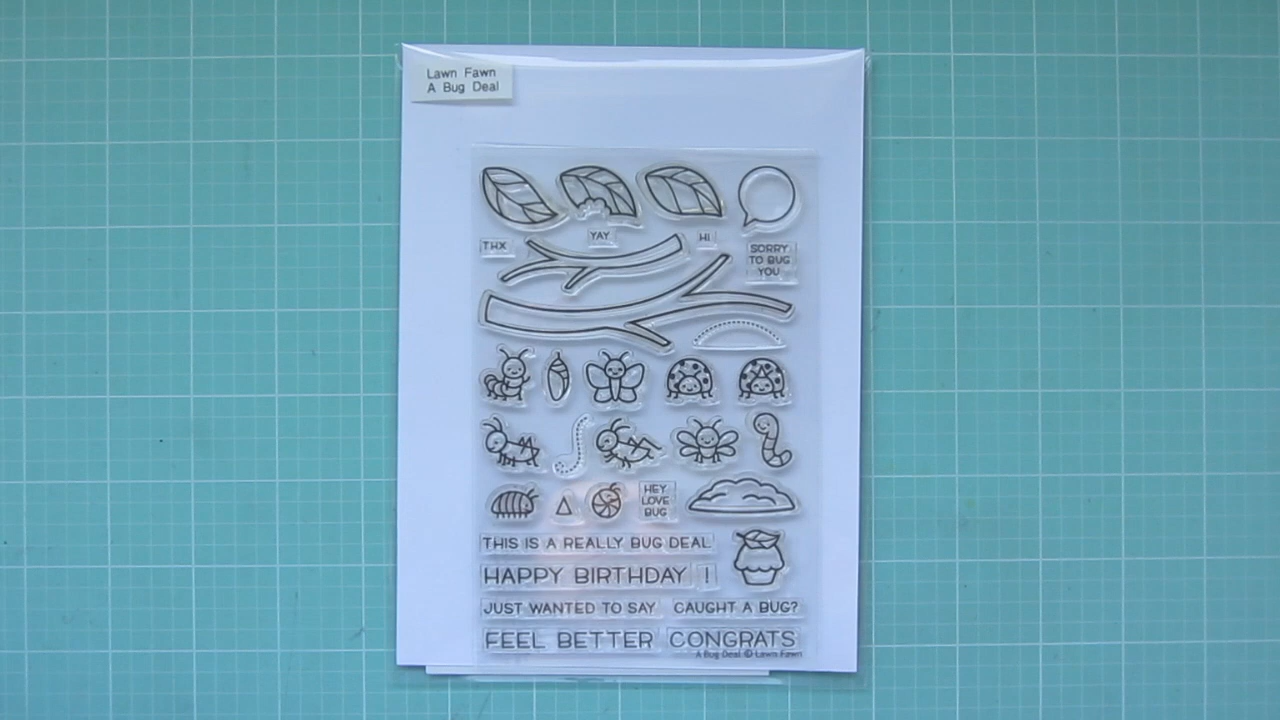 Lawn Fawn
A Bug Deal
THX
YAY
HI
SORRY
TO BUG
YOU
HEY
LOVE
BUG
THIS IS A REALLY BUG DEAL
HAPPY BIRTHDAY !
JUST WANTED TO SAY CAUGHT A BUG?
FEEL BETTER CONGRATS
A Bug Deal © Lawn Fawn